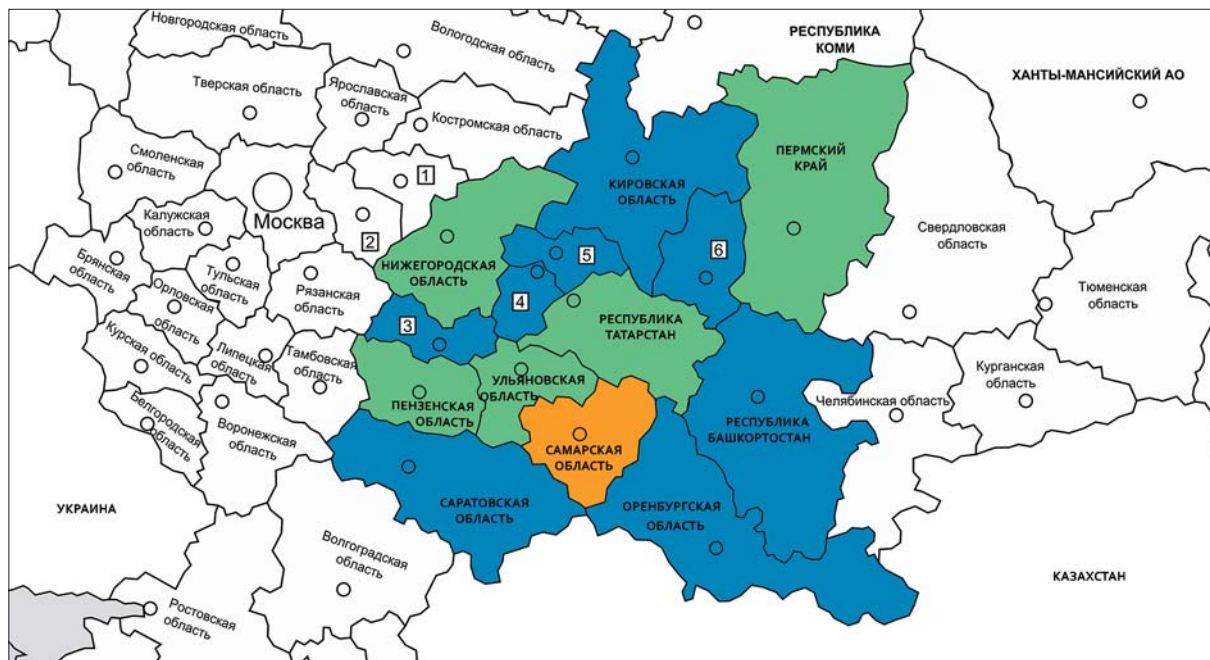 Новгородская область
Вологодская
область
РЕСПУБЛИКА
КОМИ
ХАНТЫ-МАНСИЙСКИЙ АО
Тверская область
Ярославская
область
Костромская область
Смоленская
область
1
ПЕРМСКИЙ
КРАЙ
КИРОВСКАЯ
ОБЛАСТЬ
Калужская
область
Москва
2
Свердловская
область
Брянская
область
Тульская
область
Рязанская
область
НИЖЕГОРОДСКАЯ
ОБЛАСТЬ
5
6
Тюменская
область
Орловская
область
4
3
РЕСПУБЛИКА
ТАТАРСТАН
Курская область
Липецкая
область
Тамбовская
область
УЛЬЯНОВСКАЯ
ОБЛАСТЬ
Курганская
область
Белгородская
область
Воронежская
область
ПЕНЗЕНСКАЯ
ОБЛАСТЬ
Челябинская область
РЕСПУБЛИКА
БАШКОРТОСТАН
САМАРСКАЯ
ОБЛАСТЬ
УКРАИНА
САРАТОВСКАЯ
ОБЛАСТЬ
ОРЕНБУРГСКАЯ
ОБЛАСТЬ
Волгоградская
область
КАЗАХСТАН
Ростовская
область